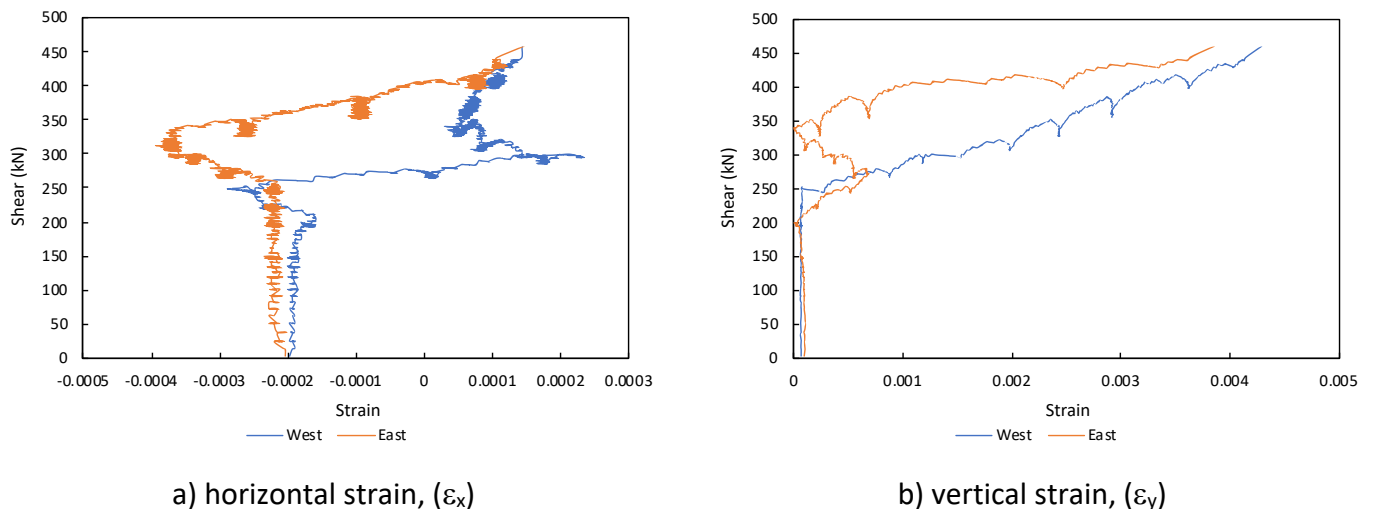 500
450
400
350
300
250
200
150
100
50
0
Shear (kN)
-0.0005 -0.0004 -0.0003 -0.0002 -0.0001 0 0.0001 0.0002 0.0003
Strain
West East
a) horizontal strain, (εx)
500
450
400
350
300
250
200
150
100
50
0
Shear (kN)
0 0.001 0.002 0.003 0.004 0.005
Strain
West East
b) vertical strain, (εy)